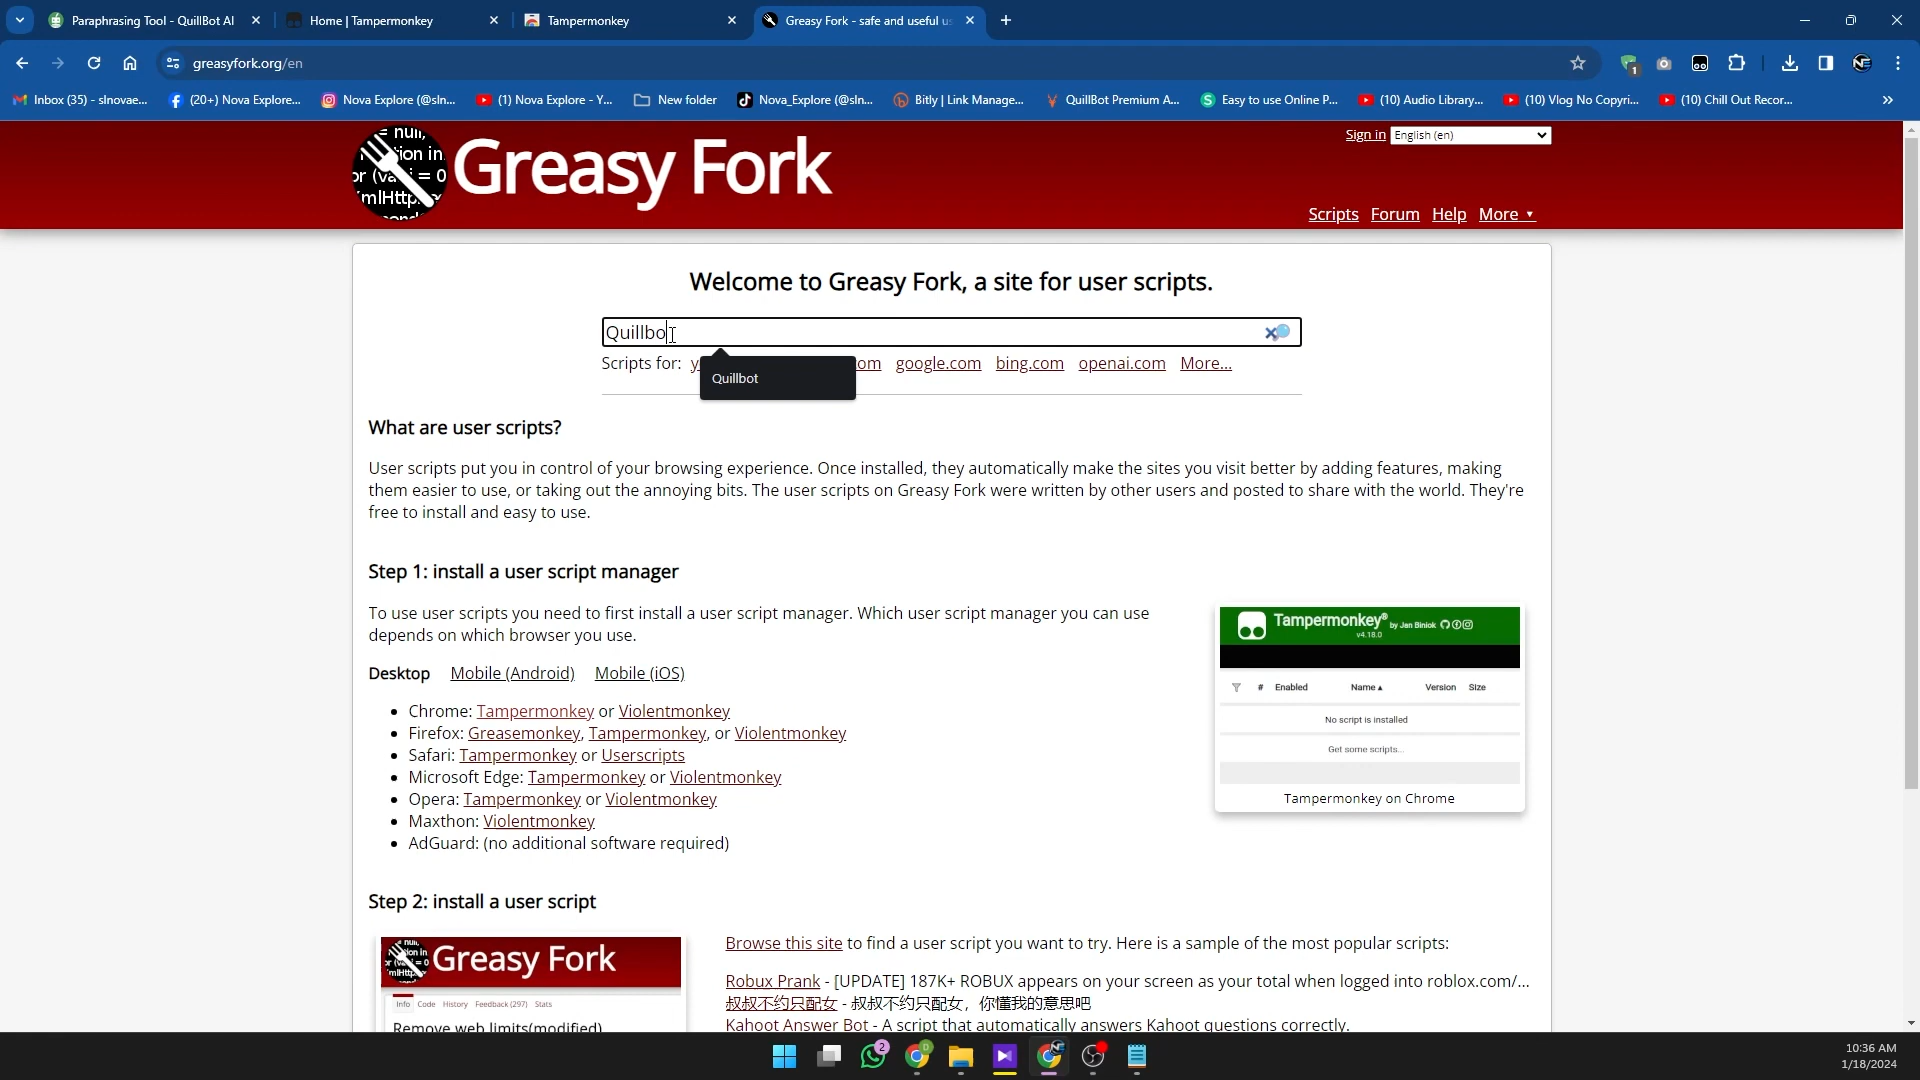 Paraphrasing Tool - QuillBot AI
Home | Tampermonkey
Tampermonkey
Greasy Fork - safe and useful us
greasyfork.org/en
1
Inbox (35) - slnovae...
(20+) Nova Explore...
Nova Explore (@sln...
(1) Nova Explore - Y...
New folder
Nova_Explore (@sln...
Bitly | Link Manage...
QuillBot Premium A...
Easy to use Online P...
(10) Audio Library...
(10) Vlog No Copyri...
(10) Chill Out Recor...
Greasy Fork
Sign in
English (en)
Scripts Forum Help More
Welcome to Greasy Fork, a site for user scripts.
Quillbo
Scripts for: y
om google.com bing.com openai.com More...
Quillbot
What are user scripts?
User scripts put you in control of your browsing experience. Once installed, they automatically make the sites you visit better by adding features, making
them easier to use, or taking out the annoying bits. The user scripts on Greasy Fork were written by other users and posted to share with the world. They're
free to install and easy to use.
Step 1: install a user script manager
To use user scripts you need to first install a user script manager. Which user script manager you can use
depends on which browser you use.
Desktop Mobile (Android) Mobile (iOS)
Chrome: Tampermonkey or Violentmonkey
Firefox: Greasemonkey, Tampermonkey, or Violentmonkey
Safari: Tampermonkey or Userscripts
Microsoft Edge: Tampermonkey or Violentmonkey
Opera: Tampermonkey or Violentmonkey
Maxthon: Violentmonkey
AdGuard: (no additional software required)
Tampermonkey® by Jan Biniok
v4.18.0
# Enabled Name ▴ Version Size
No script is installed
Get some scripts...
Tampermonkey on Chrome
Step 2: install a user script
Greasy Fork
Info Code History Feedback (297) Stats
Remove web limits(modified)
Browse this site to find a user script you want to try. Here is a sample of the most popular scripts:
Robux Prank - [UPDATE] 187K+ ROBUX appears on your screen as your total when logged into roblox.com/...
叔叔不约只配女 - 叔叔不约只配女，你懂我的意思吧
Kahoot Answer Bot - A script that automatically answers Kahoot questions correctly.
2
10:36 AM
1/18/2024